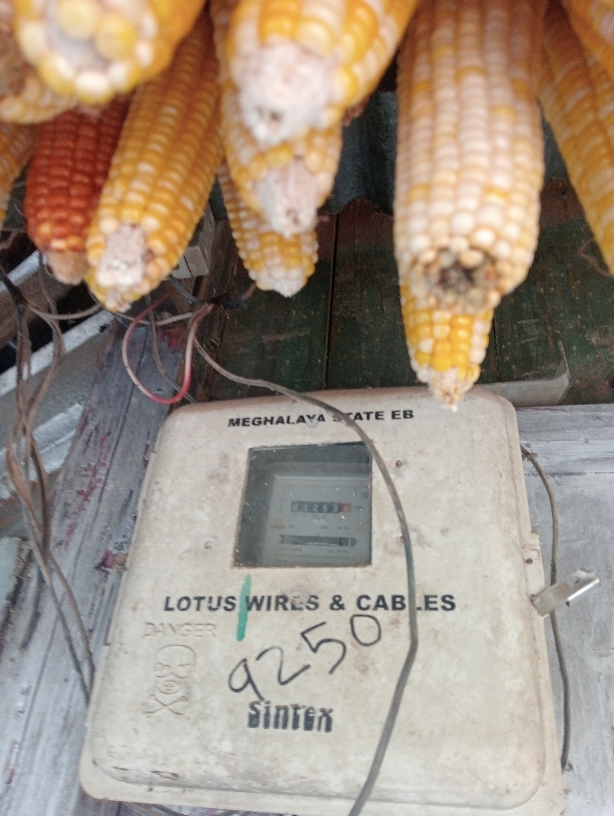 MEGHALAYA STATE EB
LOTUS WIRES & CABLES
DANGER
9250
Sintex